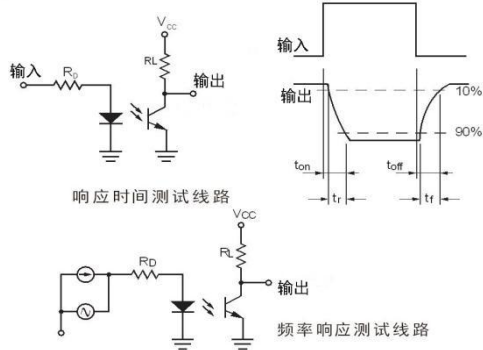 Vcc
RL
输入
RD
输出
响应时间测试线路
输入
输出
10%
90%
ton
toff
tr
tf
Vcc
RL
RD
输出
频率响应测试线路